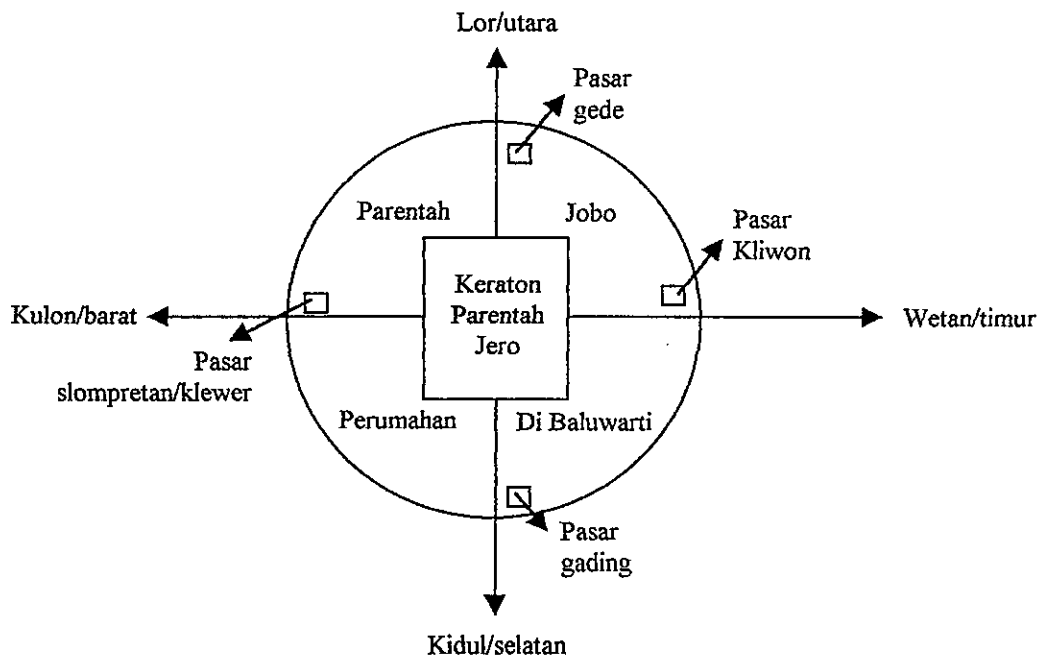 Lor/utara
Pasar
gede
Parentah
Jobo
Pasar
Kliwon
Keraton
Parentah
Jero
Kulon/barat
Wetan/timur
Pasar
slompretan/klewer
Perumahan
Di Baluwarti
Pasar
gading
Kidul/selatan